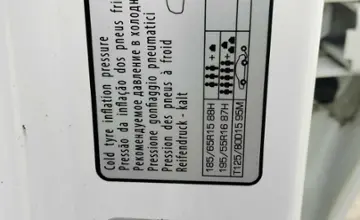 Cold tyre inflation pressure
Pressão da inflação dos pneus fri
Рекомендуемое давление в холодн
Pressione gonfiaggio pneumatici
Pression des pneus à froid
Reifendruck - kalt
185/65R15 88H
195/55R16 87H
T125/80D15 95M